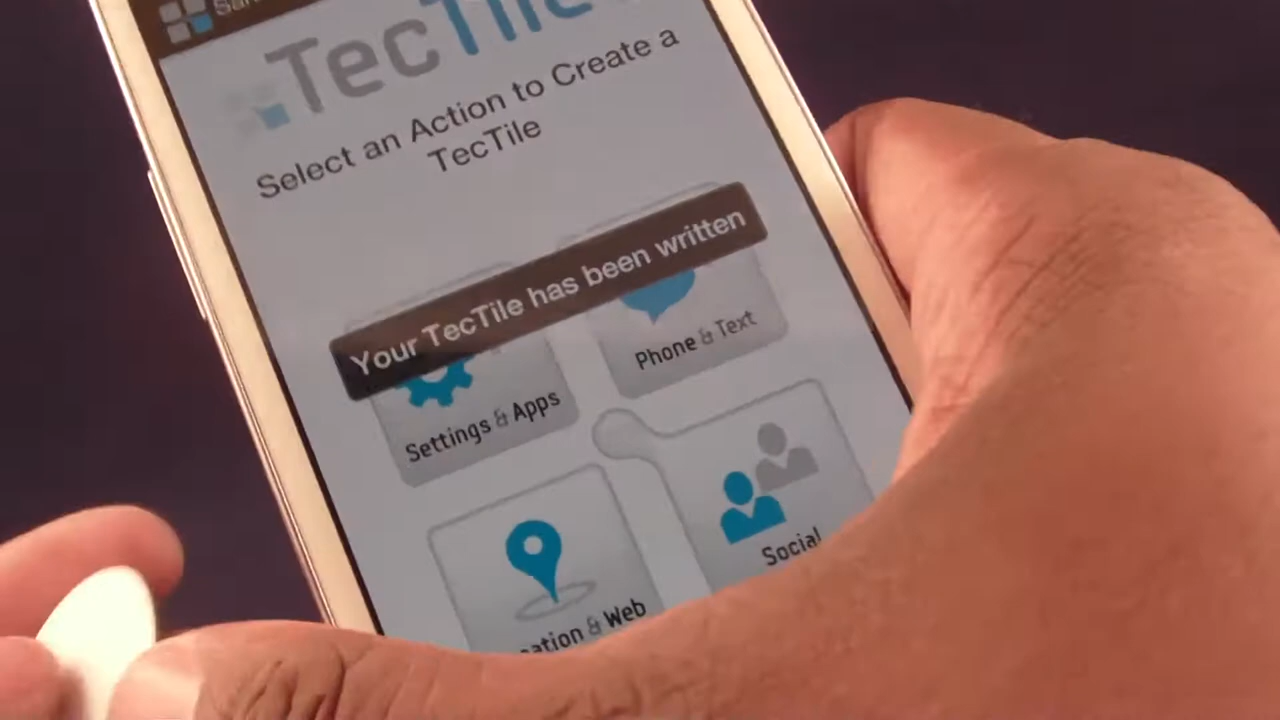 TecTile
Select an Action to Create a
TecTile
Your TecTile has been written
Settings & Apps
Phone & Text
Social
& Web